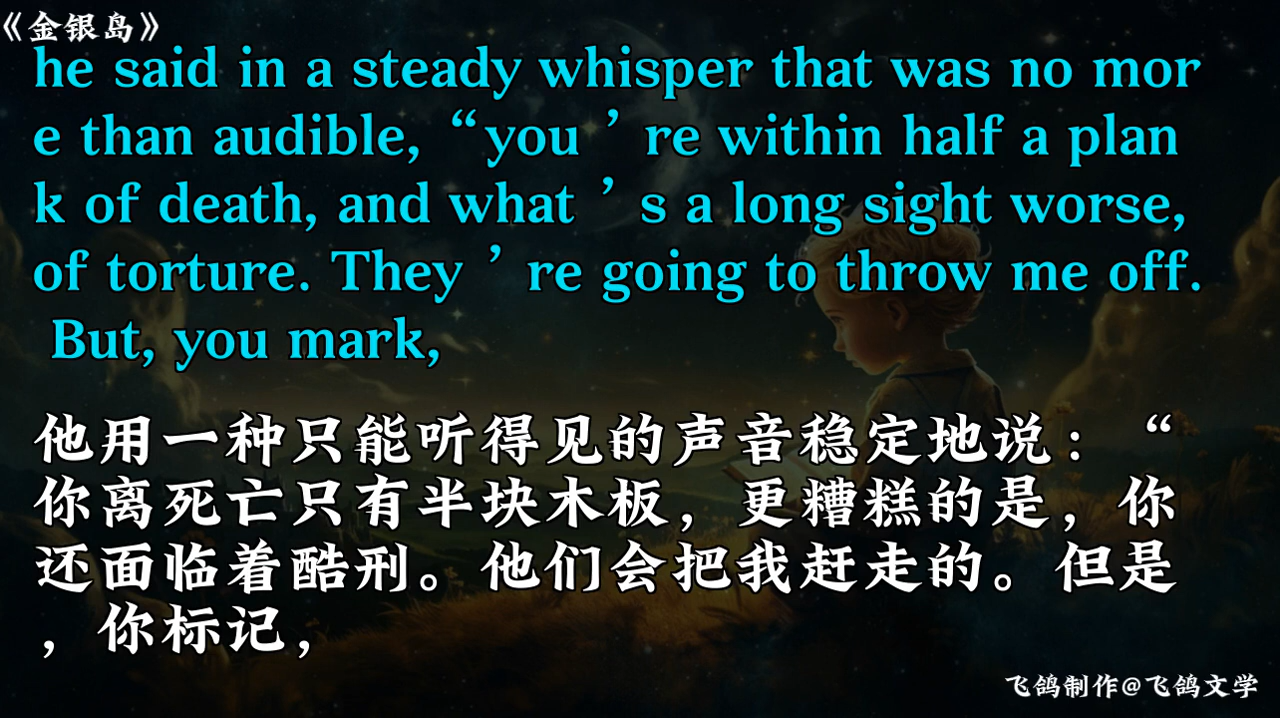 《金银岛》
he said in a steady whisper that was no mor
e than audible, “you ’ re within half a plan
k of death, and what ’ s a long sight worse,
of torture. They ’ re going to throw me off.
But, you mark,
他用一种只能听得见的声音稳定地说：“
你离死亡只有半块木板，更糟糕的是，你
还面临着酷刑。他们会把我赶走的。但是
，你标记，
飞鸽制作@飞鸽文学